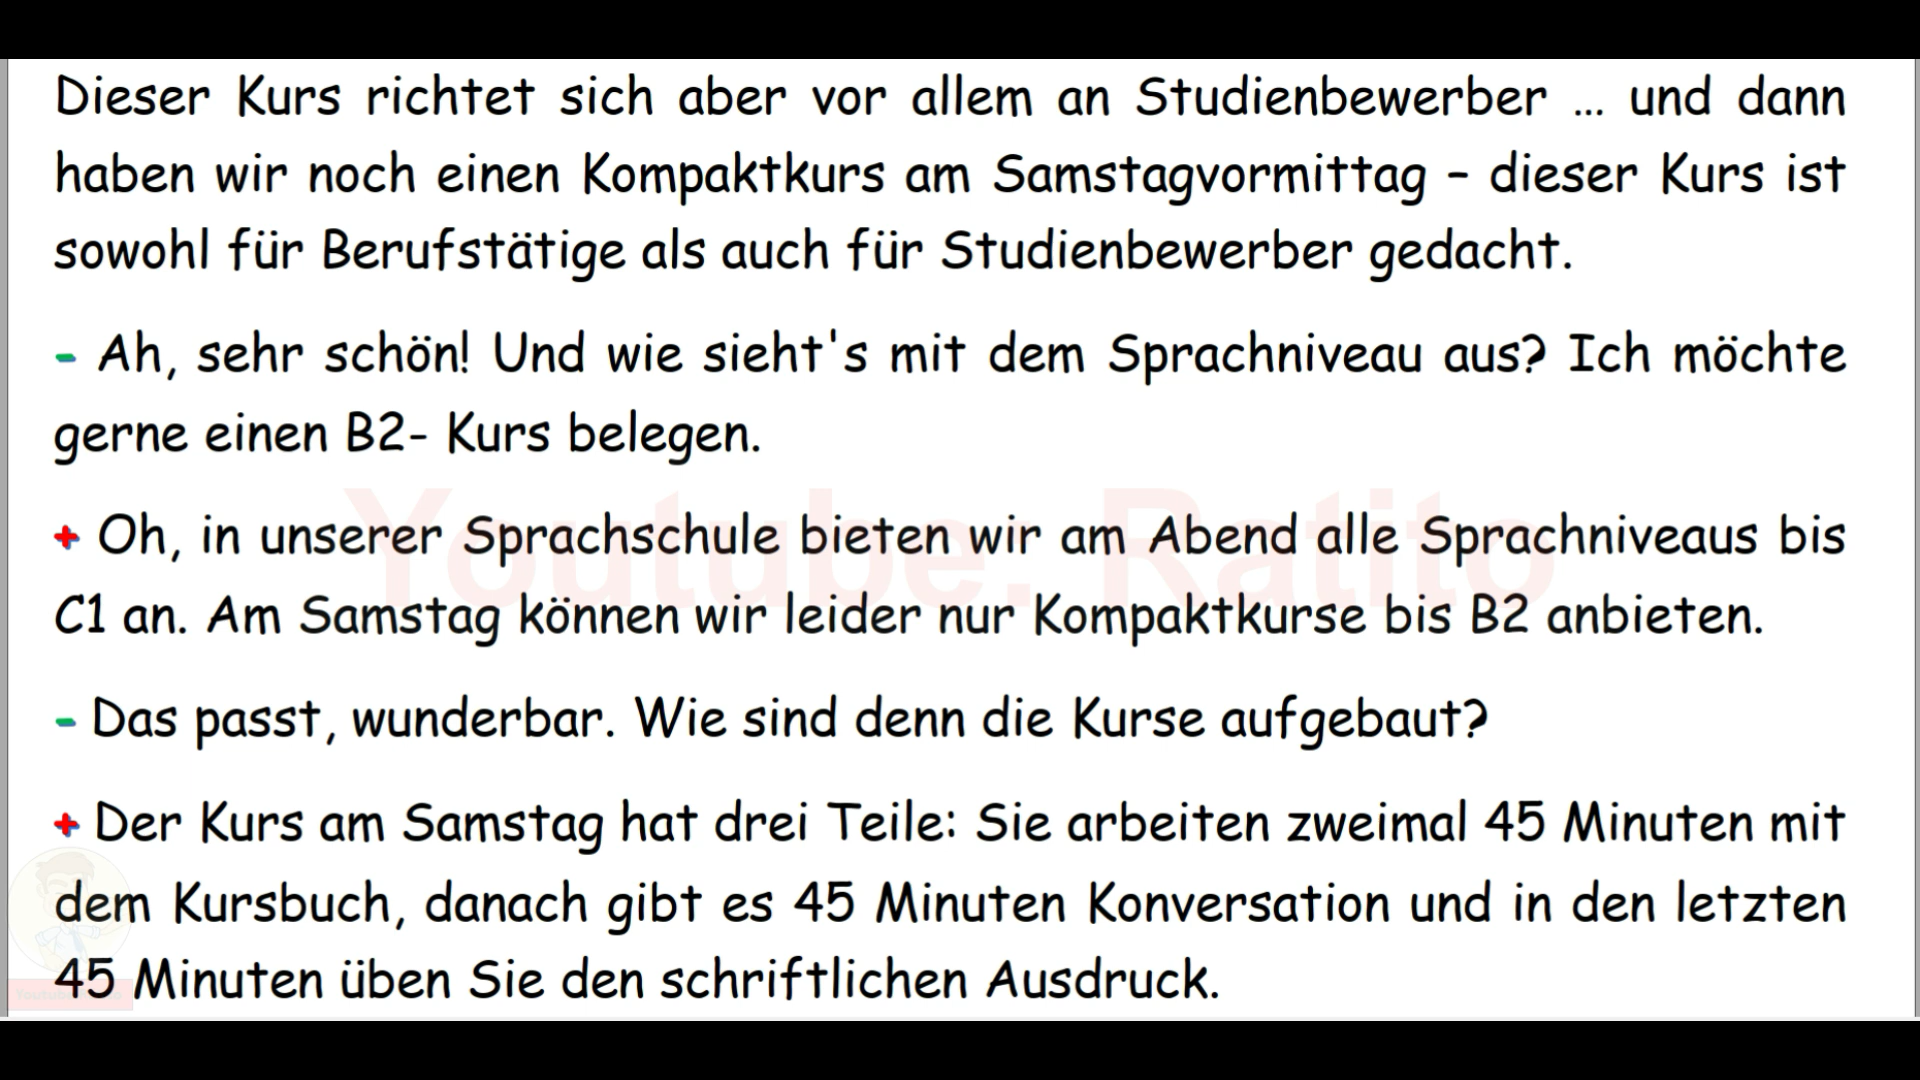 Dieser Kurs richtet sich aber vor allem an Studienbewerber ... und dann
haben wir noch einen Kompaktkurs am Samstagvormittag – dieser Kurs ist
sowohl für Berufstätige als auch für Studienbewerber gedacht.
- Ah, sehr schön! Und wie sieht's mit dem Sprachniveau aus? Ich möchte
gerne einen B2- Kurs belegen.
Youtube: Ratito
+ Oh, in unserer Sprachschule bieten wir am Abend alle Sprachniveaus bis
C1 an. Am Samstag können wir leider nur Kompaktkurse bis B2 anbieten.
- Das passt, wunderbar. Wie sind denn die Kurse aufgebaut?
+ Der Kurs am Samstag hat drei Teile: Sie arbeiten zweimal 45 Minuten mit
dem Kursbuch, danach gibt es 45 Minuten Konversation und in den letzten
45 Minuten üben Sie den schriftlichen Ausdruck.